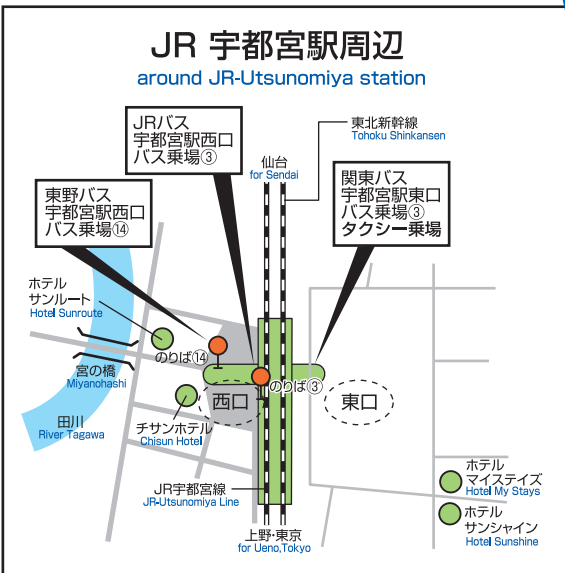 JR 宇都宮駅周辺
around JR-Utsunomiya station
JRバス
宇都宮駅西口
バス乗場③
東北新幹線
Tohoku Shinkansen
仙台
for Sendai
関東バス
宇都宮駅東口
バス乗場③
タクシー乗場
東野バス
宇都宮駅西口
バス乗場⑭
ホテル
サンルート
Hotel Sunroute
のりば⑭
宮の橋
Miyanohashi
のりば③
西口
東口
田川
River Tagawa
チサンホテル
Chisun Hotel
JR宇都宮線
JR-Utsunomiya Line
ホテル
マイステイズ
Hotel My Stays
ホテル
サンシャイン
Hotel Sunshine
上野・東京
for Ueno,Tokyo